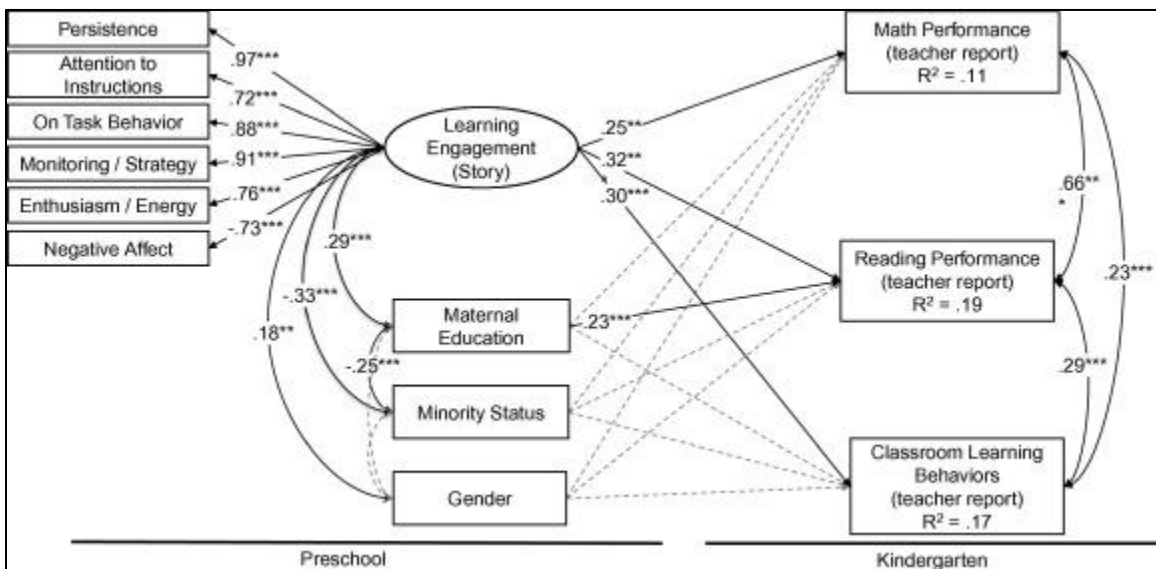 Persistence
Attention to
Instructions
On Task Behavior
Monitoring / Strategy
Enthusiasm / Energy
Negative Affect
.97***
.72***
.88***
.91***
.76***
-.73***
Learning
Engagement
(Story)
.29***
-.33***
.18**
-.25***
Maternal
Education
Minority Status
Gender
.25**
.32**
.30***
.23***
Math Performance
(teacher report)
R² = .11
Reading Performance
(teacher report)
R² = .19
Classroom Learning
Behaviors
(teacher report)
R² = .17
.66**
*
.23***
.29***
Preschool
Kindergarten